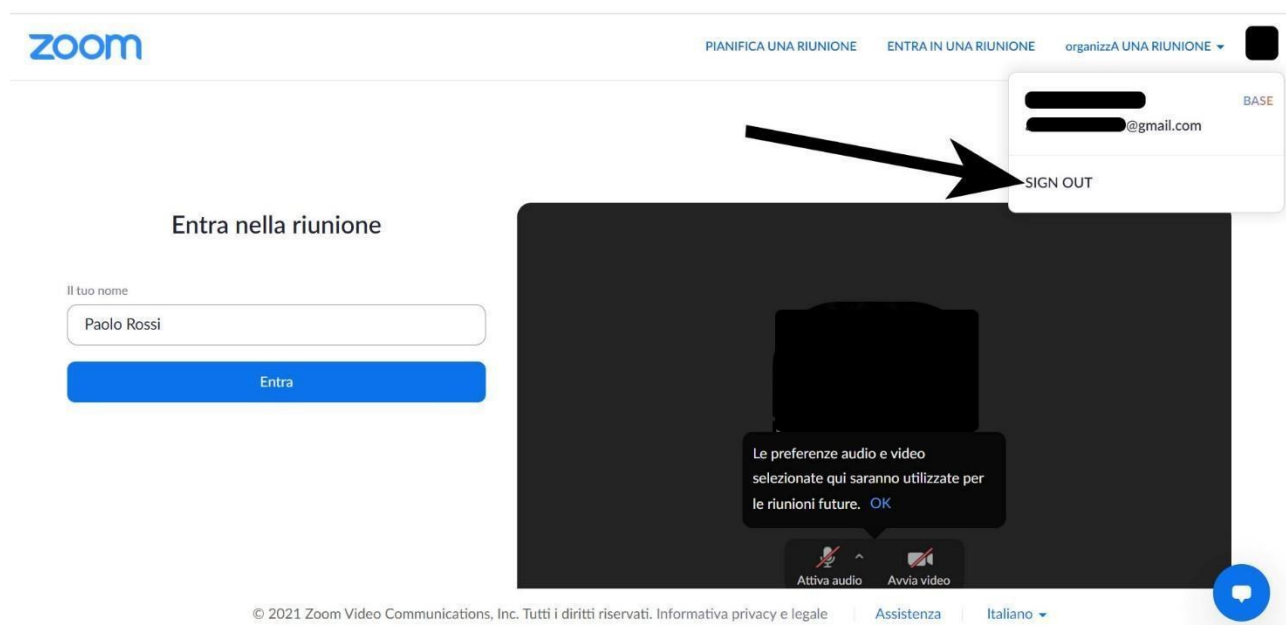 zoom
PIANIFICA UNA RIUNIONE ENTRA IN UNA RIUNIONE organizzA UNA RIUNIONE
BASE
@gmail.com
SIGN OUT
Entra nella riunione
Il tuo nome
Paolo Rossi
Entra
Le preferenze audio e video
selezionate qui saranno utilizzate per
le riunioni future. OK
Attiva audio Avvia video
© 2021 Zoom Video Communications, Inc. Tutti i diritti riservati. Informativa privacy e legale Assistenza Italiano